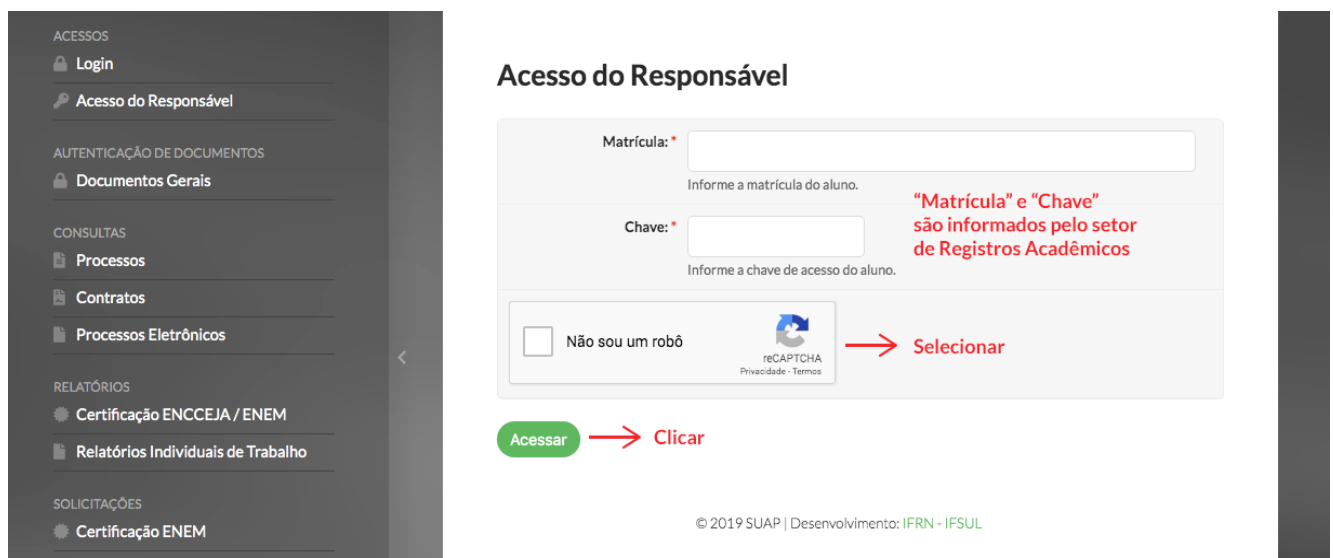 ACESSOS
Login
Acesso do Responsável
AUTENTICAÇÃO DE DOCUMENTOS
Documentos Gerais
CONSULTAS
Processos
Contratos
Processos Eletrônicos
RELATÓRIOS
Certificação ENCCEJA / ENEM
Relatórios Individuais de Trabalho
SOLICITAÇÕES
Certificação ENEM
Acesso do Responsável
Matrícula: *
Informe a matrícula do aluno.
Chave: *
Informe a chave de acesso do aluno.
“Matrícula” e “Chave”
são informados pelo setor
de Registros Acadêmicos
Não sou um robô
reCAPTCHA
Privacidade - Termos
Selecionar
Acessar
Clicar
© 2019 SUAP | Desenvolvimento: IFRN - IFSUL